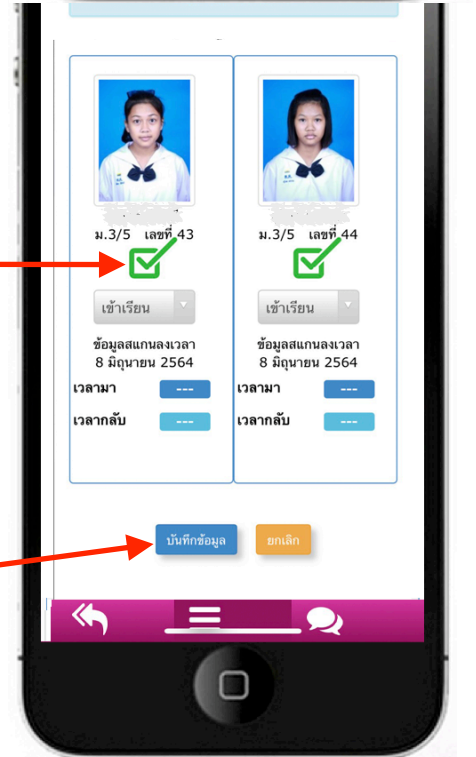 ม.3/5 เลขที่ 43
เข้าเรียน
ข้อมูลสแกนลงเวลา
8 มิถุนายน 2564
เวลามา ---
เวลากลับ ---
ม.3/5 เลขที่ 44
เข้าเรียน
ข้อมูลสแกนลงเวลา
8 มิถุนายน 2564
เวลามา ---
เวลากลับ ---
บันทึกข้อมูล ยกเลิก